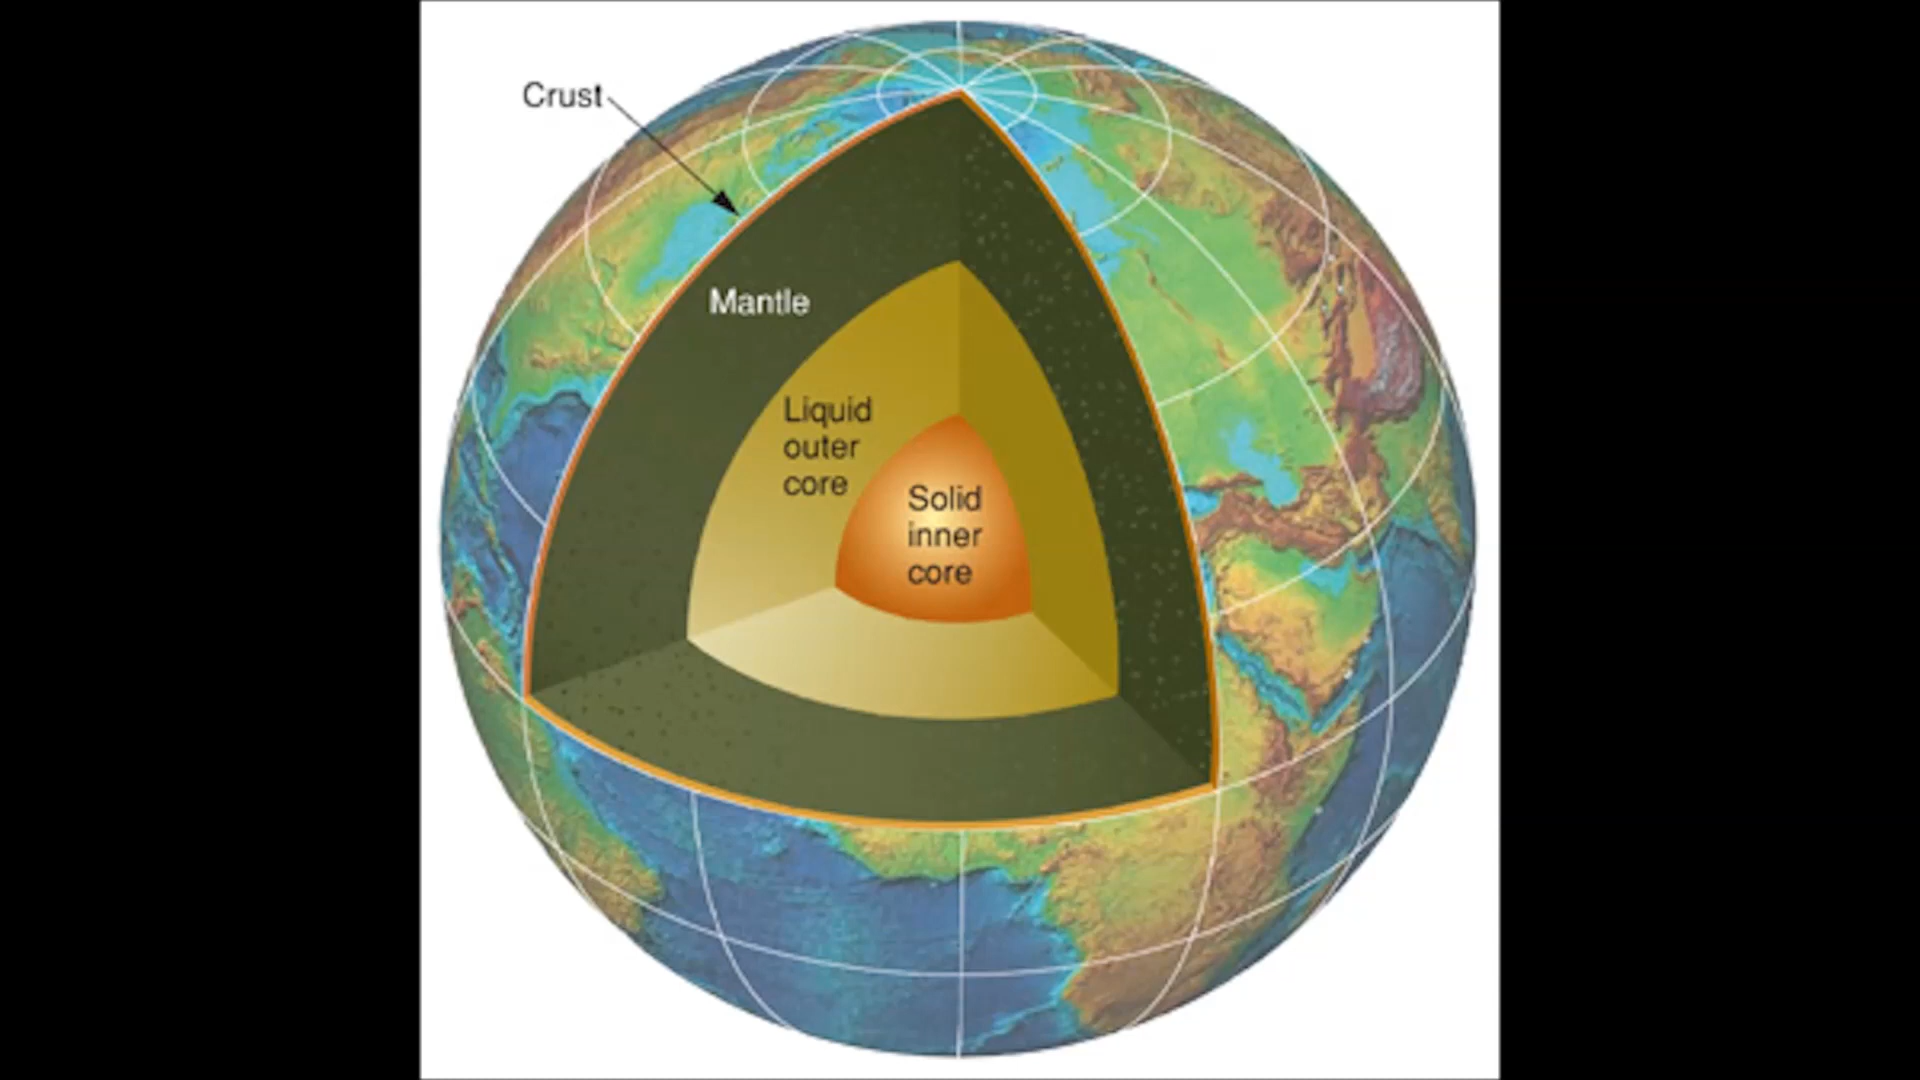 Crust
Mantle
Liquid
outer
core
Solid
inner
core